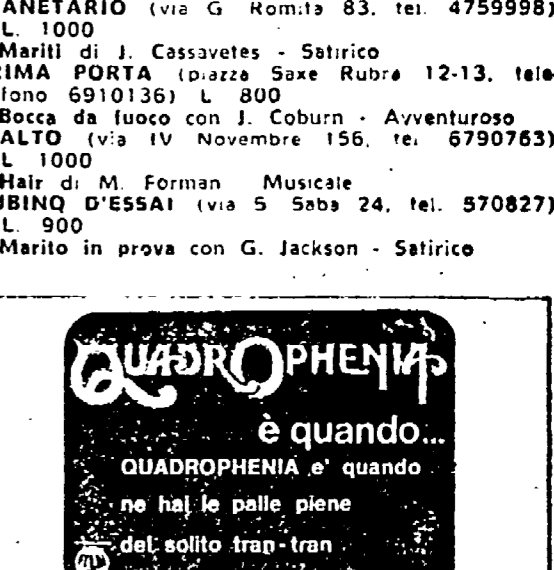 ANETARIO (via G Romita 83, tel. 4759998)
L. 1000
Mariti di J. Cassavetes - Satirico
RIMA PORTA (piazza Saxe Rubra 12-13, tele
fono 6910136) L 800
Bocca da fuoco con J. Coburn - Avventuroso
ALTO (via IV Novembre 156, tel 6790763)
L 1000
Hair di M. Forman Musicale
UBINO D'ESSAI (via S Saba 24, tel. 570827)
L. 900
Marito in prova con G. Jackson - Satirico
QUADROPHENIA
è quando...
QUADROPHENIA e' quando
ne hai le palle piene
del solito tran-tran